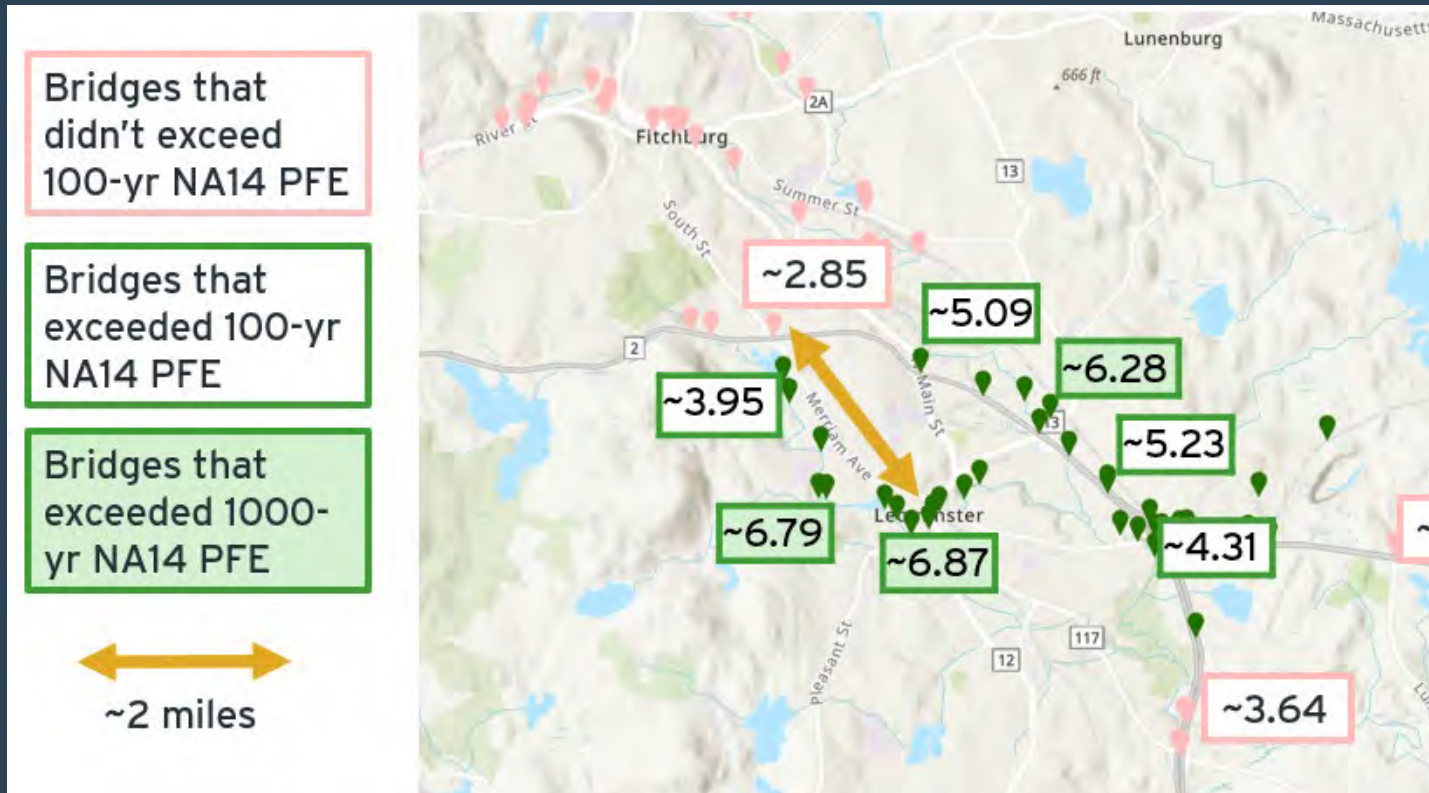 Bridges that
didn't exceed
100-yr NA14 PFE
Bridges that
exceeded 100-yr
NA14 PFE
Bridges that
exceeded 1000-
yr NA14 PFE
~2 miles
Massachusett
Lunenburg
666 ft
2A
River St
Fitchburg
13
Summer St
South St
~2.85
~5.09
2
~6.28
~3.95
Merriam Ave
Main St
13
~5.23
~6.79
Leominster
~4.31
~
~6.87
117
12
Pleasant St
~3.64
Lu